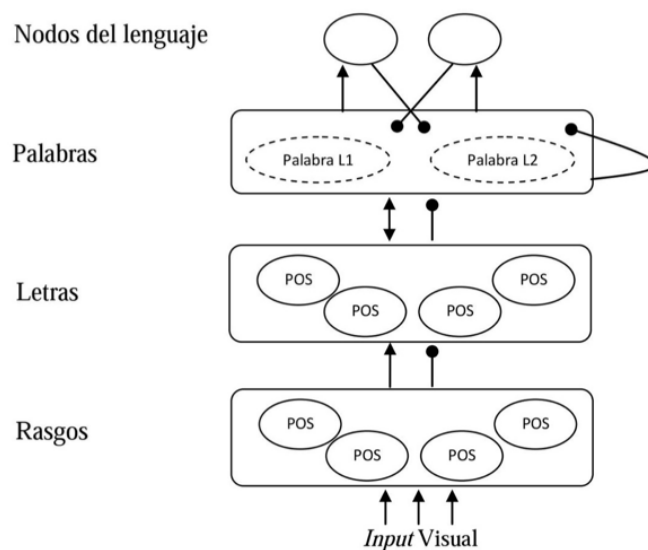 Nodos del lenguaje
Palabras
Palabra L1
Palabra L2
Letras
POS
POS
POS
POS
Rasgos
POS
POS
POS
POS
Input Visual